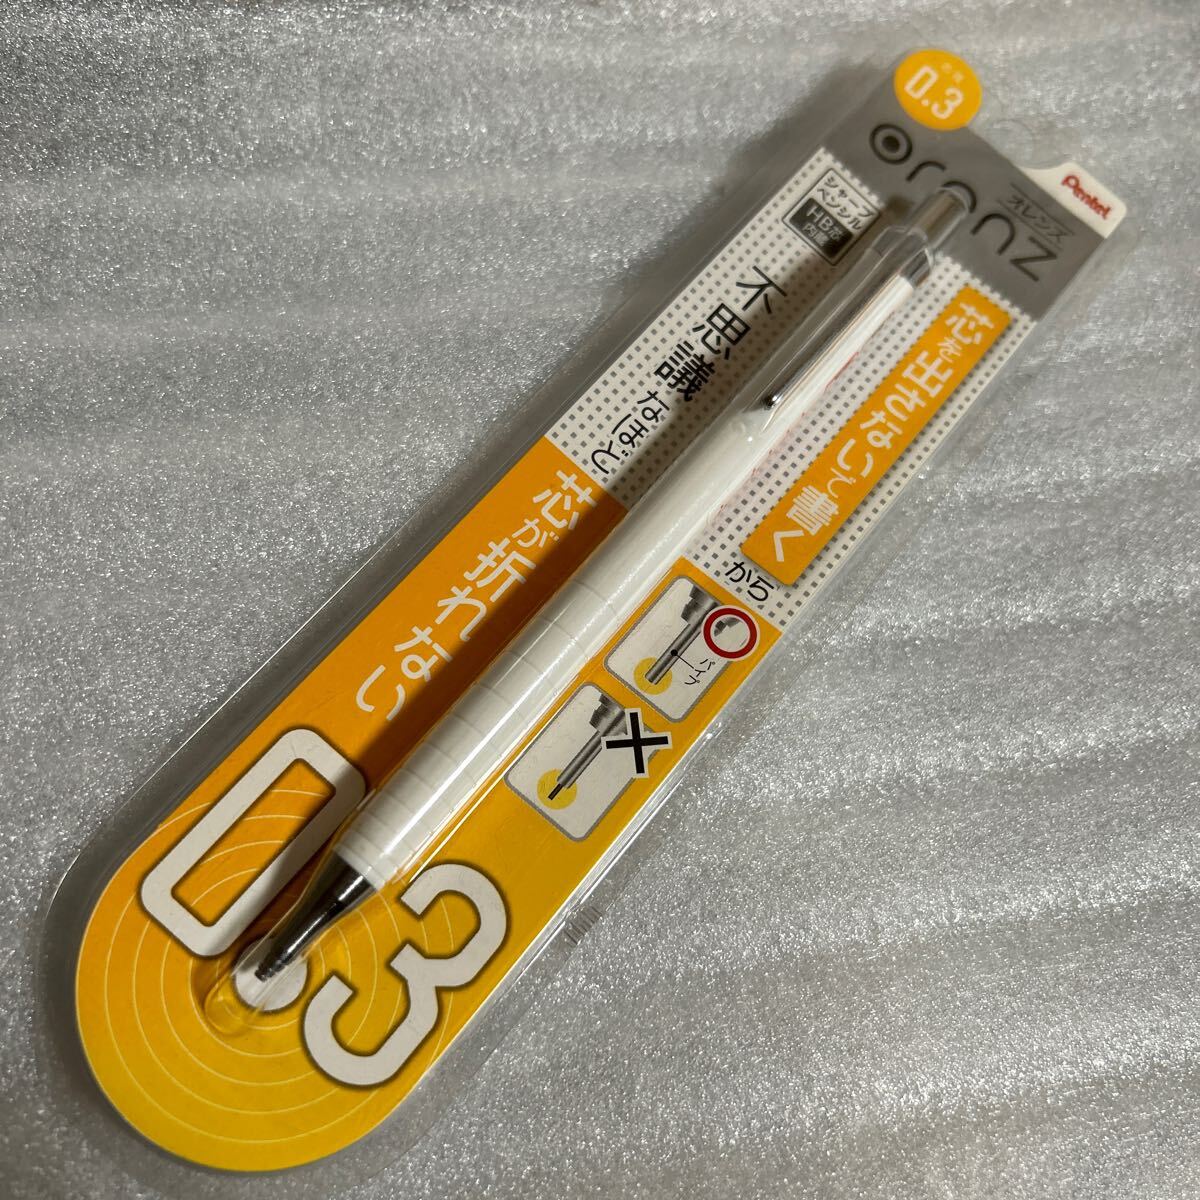 0.3
Pentel
orenz
オレンズ
シャープ
ペンシル
HB芯
内蔵
芯を出さないで書く
から
不思議なほど
芯が折れない
パイプ
0.3